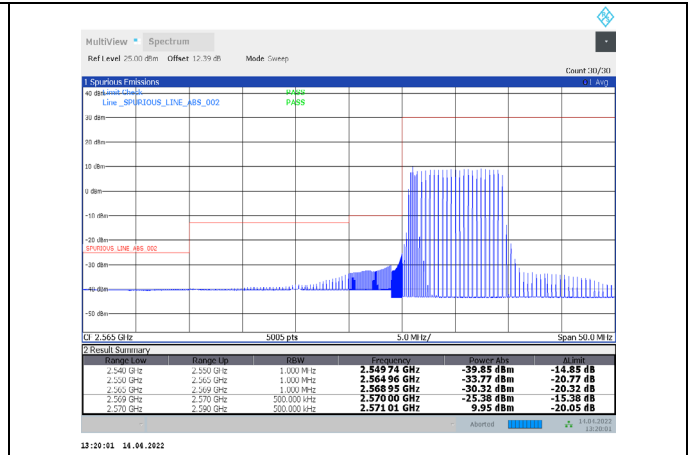 MultiView Spectrum
Ref Level 25.00 dBm Offset 12.39 dB Mode Sweep
Count 30/30
1 Spurious Emissions 1 Avg
40 dBm Limit Check PASS
Line _SPURIOUS_LINE_ABS_002 PASS
30 dBm
20 dBm
10 dBm
0 dBm
-10 dBm
-20 dBm
SPURIOUS_LINE_ABS_002
-30 dBm
-40 dBm
-50 dBm
CF 2.565 GHz 5005 pts 5.0 MHz/ Span 50.0 MHz
2 Result Summary
Range Low Range Up RBW Frequency Power Abs ΔLimit
2.540 GHz 2.550 GHz 1.000 MHz 2.549 74 GHz -39.85 dBm -14.85 dB
2.550 GHz 2.565 GHz 1.000 MHz 2.564 96 GHz -33.77 dBm -20.77 dB
2.565 GHz 2.569 GHz 1.000 MHz 2.568 95 GHz -30.32 dBm -20.32 dB
2.569 GHz 2.570 GHz 500.000 kHz 2.570 00 GHz -25.38 dBm -15.38 dB
2.570 GHz 2.590 GHz 500.000 kHz 2.571 01 GHz 9.95 dBm -20.05 dB
Aborted 14.04.2022
13:20:01
13:20:01 14.04.2022